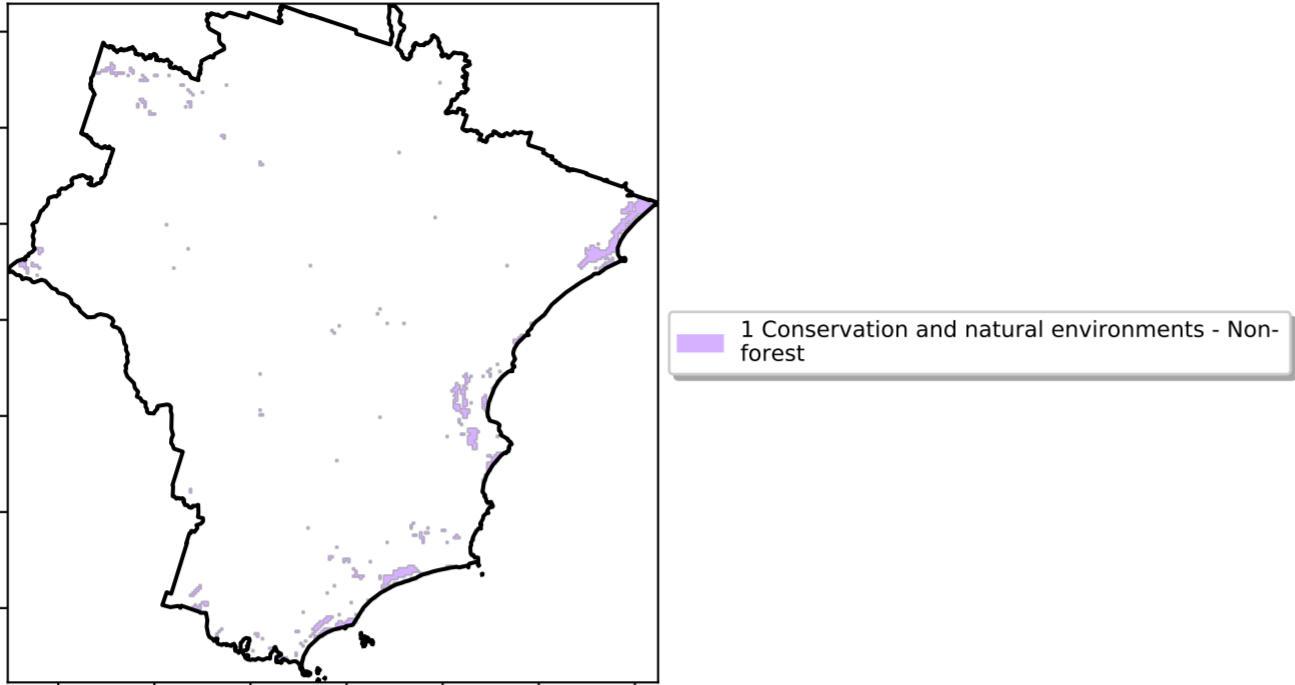 1 Conservation and natural environments - Non-
forest